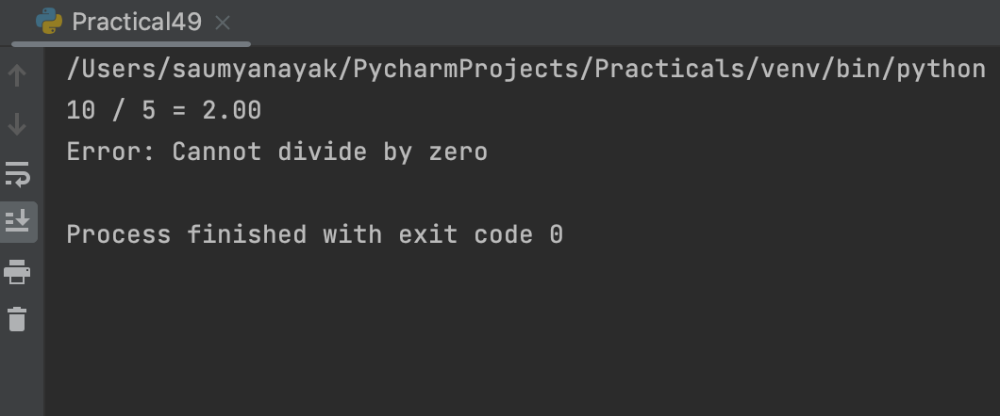 Practical49
/Users/saumyanayak/PycharmProjects/Practicals/venv/bin/python
10 / 5 = 2.00
Error: Cannot divide by zero
Process finished with exit code 0